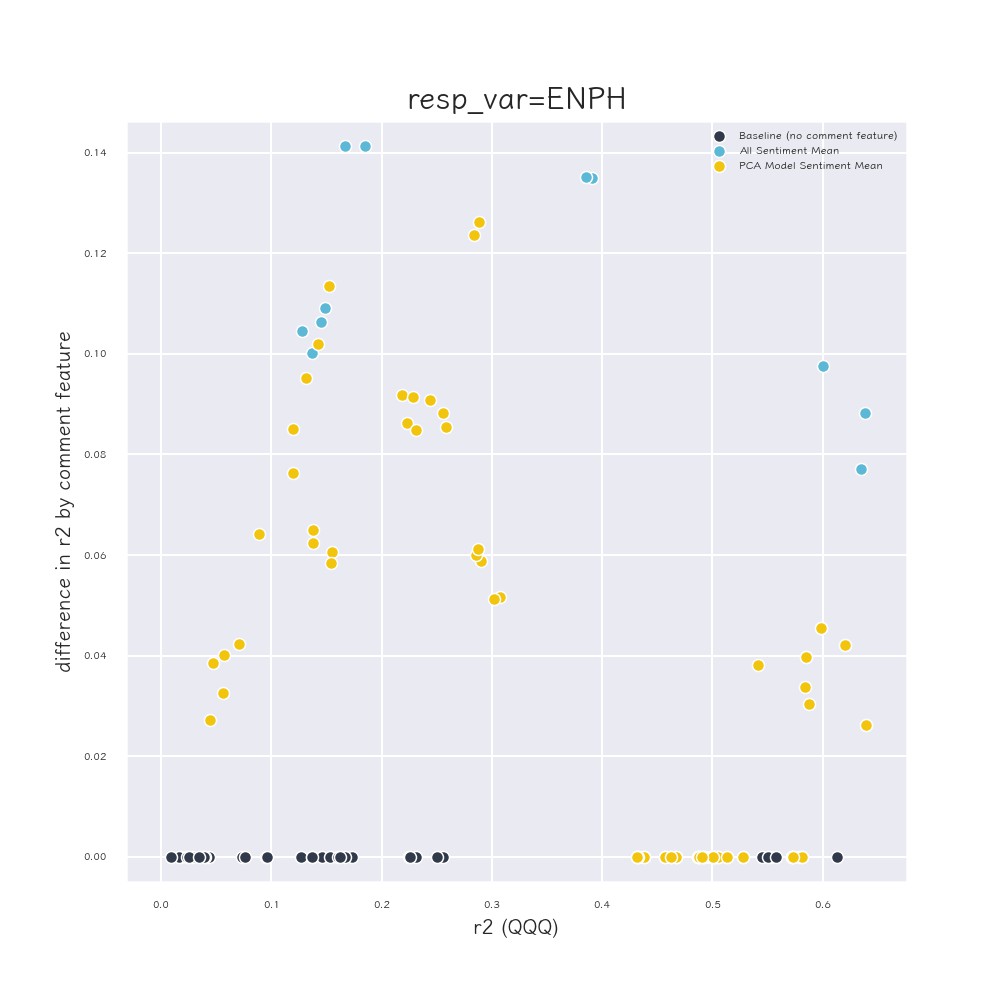 resp_var=ENPH
Baseline (no comment feature)
All Sentiment Mean
PCA Model Sentiment Mean
difference in r2 by comment feature
0.14
0.12
0.10
0.08
0.06
0.04
0.02
0.00
0.0 0.1 0.2 0.3 0.4 0.5 0.6
r2 (QQQ)